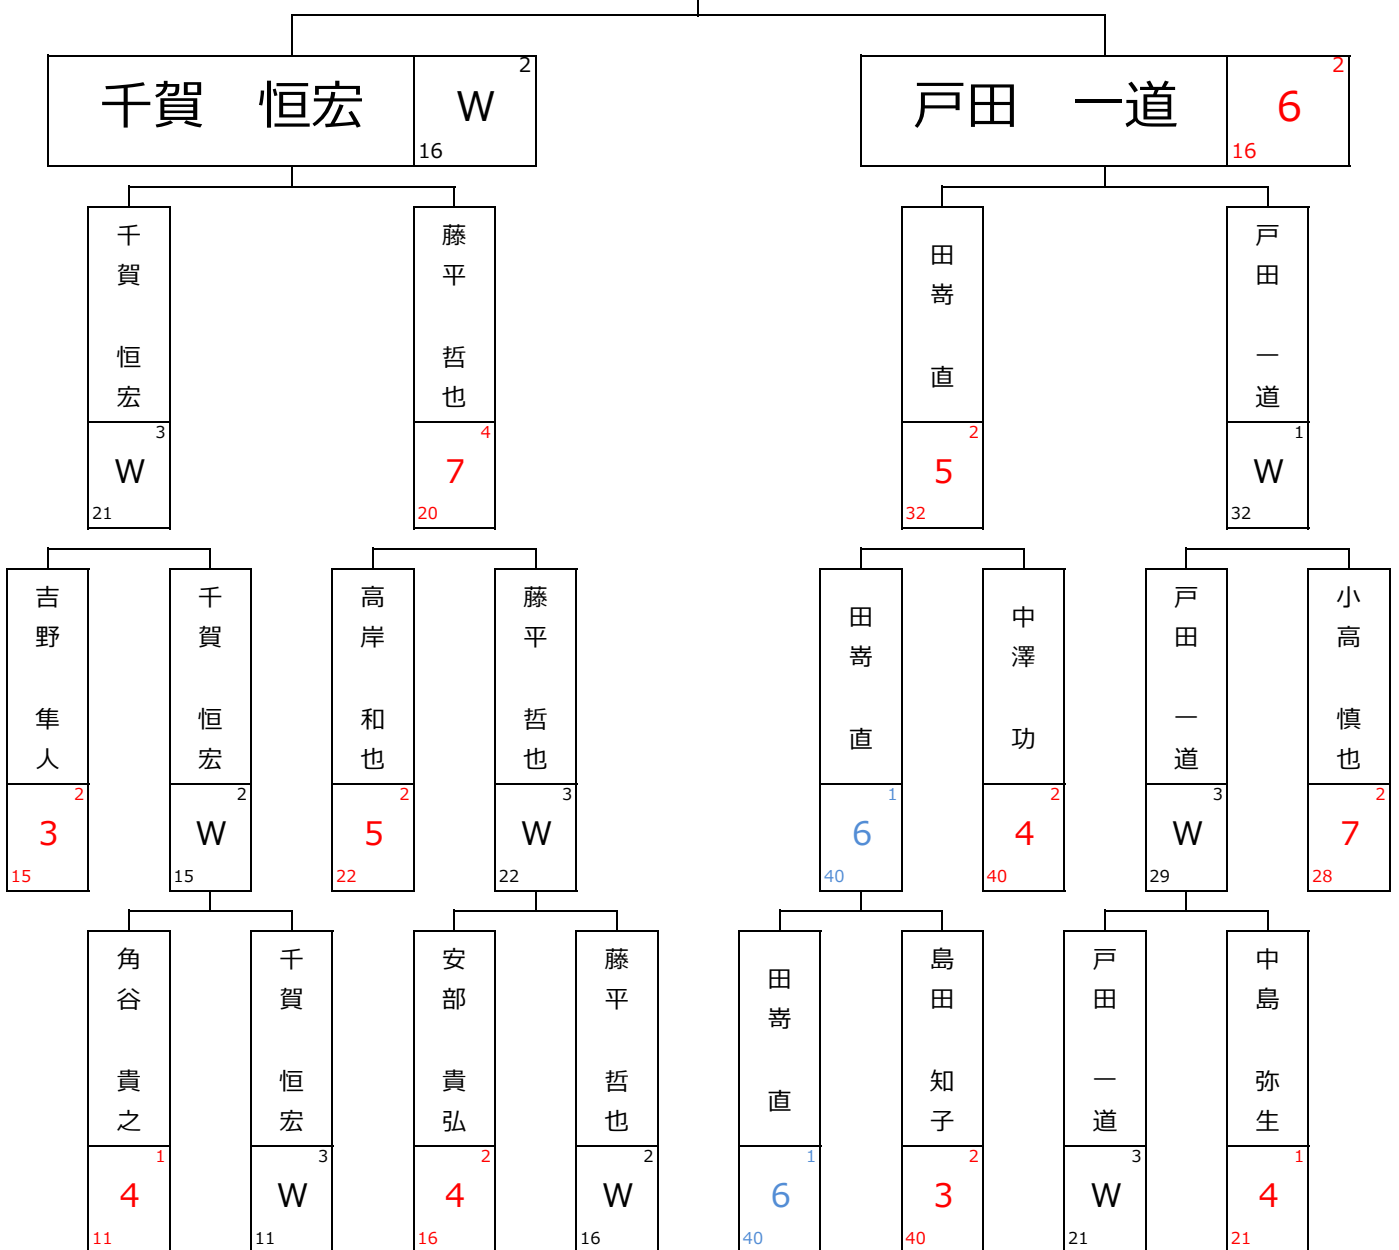 千賀 恒宏 W 2 16
戸田 一道 6 2 16
千賀 恒宏 W 3 21
藤平 哲也 7 4 20
田嵜 直 5 2 32
戸田 一道 W 1 32
吉野 隼人 3 2 15
千賀 恒宏 W 2 15
高岸 和也 5 2 22
藤平 哲也 W 3 22
田嵜 直 6 1 40
中澤 功 4 2 40
戸田 一道 W 3 29
小高 慎也 7 2 28
角谷 貴之 4 1 11
千賀 恒宏 W 3 11
安部 貴弘 4 2 16
藤平 哲也 W 2 16
田嵜 直 6 1 40
島田 知子 3 2 40
戸田 一道 W 3 21
中島 弥生 4 1 21